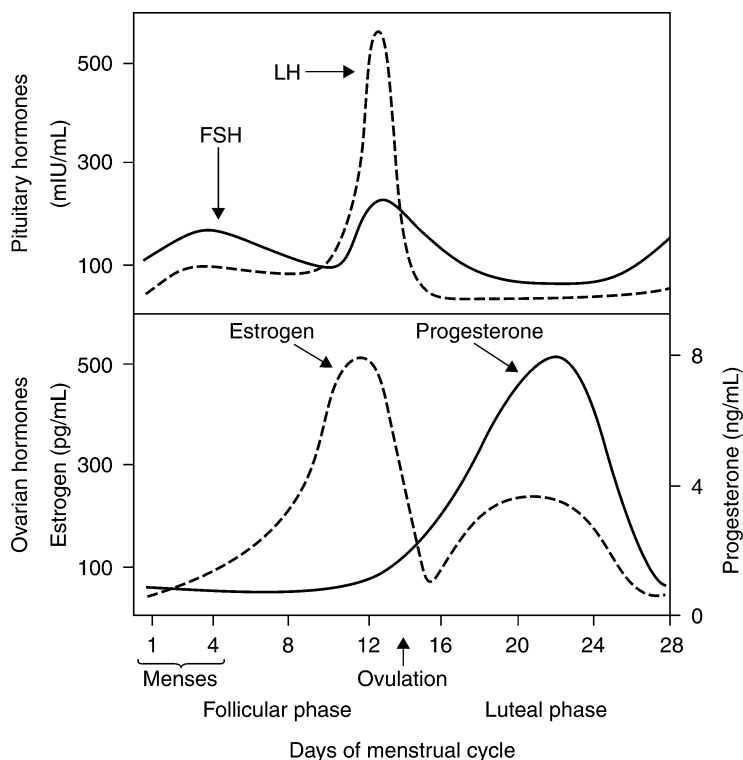 Pituitary hormones
(mIU/mL)
500
300
100
LH
FSH
Ovarian hormones
Estrogen (pg/mL)
500
300
100
Estrogen
Progesterone
8
4
0
Progesterone (ng/mL)
1 4 8 12 16 20 24 28
Menses
Ovulation
Follicular phase
Luteal phase
Days of menstrual cycle